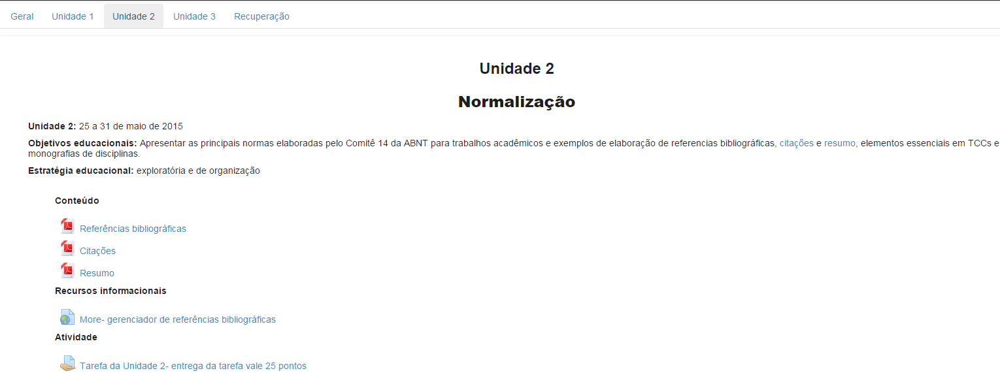 Geral Unidade 1 Unidade 2 Unidade 3 Recuperação
Unidade 2
Normalização
Unidade 2: 25 a 31 de maio de 2015
Objetivos educacionais: Apresentar as principais normas elaboradas pelo Comitê 14 da ABNT para trabalhos acadêmicos e exemplos de elaboração de referencias bibliográficas, citações e resumo, elementos essenciais em TCCs e
monografias de disciplinas.
Estratégia educacional: exploratória e de organização
Conteúdo
Referências bibliográficas
Citações
Resumo
Recursos informacionais
More- gerenciador de referências bibliográficas
Atividade
Tarefa da Unidade 2- entrega da tarefa vale 25 pontos